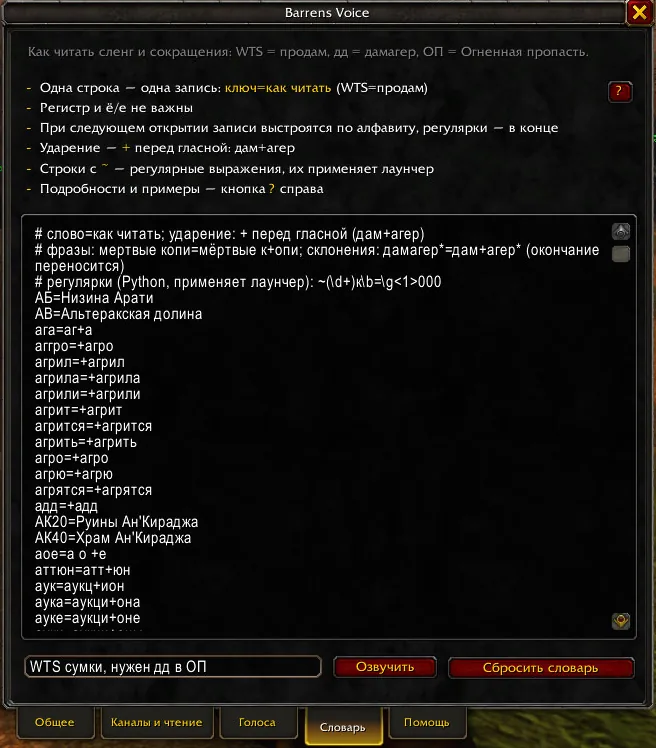 Barrens Voice
Как читать сленг и сокращения: WTS = продам, дд = дамагер, ОП = Огненная пропасть.
- Одна строка — одна запись: ключ=как читать (WTS=продам)
?
- Регистр и ё/е не важны
- При следующем открытии записи выстроятся по алфавиту, регулярки — в конце
- Ударение — + перед гласной: дам+агер
- Строки с ~ — регулярные выражения, их применяет лаунчер
- Подробности и примеры — кнопка ? справа
# слово=как читать; ударение: + перед гласной (дам+агер)
# фразы: мертвые копи=мёртвые к+опи; склонения: дамагер*=дам+агер* (окончание
переносится)
# регулярки (Python, применяет лаунчер): ~(\d+)к\b=\g<1>000
АБ=Низина Арати
АВ=Альтеракская долина
ага=аг+а
аггро=+агро
агрил=+агрил
агрила=+агрила
агрили=+агрили
агрит=+агрит
агрится=+агрится
агрить=+агрить
агро=+агро
агрю=+агрю
агрятся=+агрятся
адд=+адд
АК20=Руины Ан'Кираджа
АК40=Храм Ан'Кираджа
аое=а о +е
аттюн=атт+юн
аук=аукц+ион
аука=аукци+она
ауке=аукци+оне
WTS сумки, нужен дд в ОП
Озвучить
Сбросить словарь
Общее
Каналы и чтение
Голоса
Словарь
Помощь